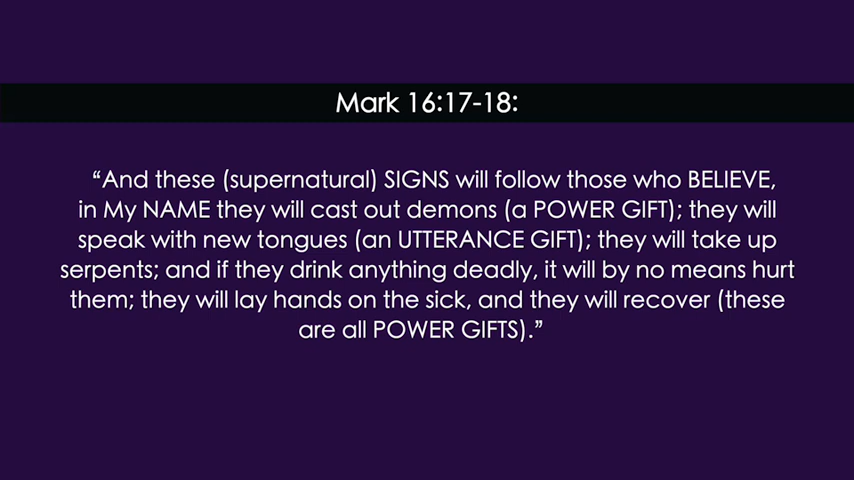 Mark 16:17-18:
“And these (supernatural) SIGNS will follow those who BELIEVE,
in My NAME they will cast out demons (a POWER GIFT); they will
speak with new tongues (an UTTERANCE GIFT); they will take up
serpents; and if they drink anything deadly, it will by no means hurt
them; they will lay hands on the sick, and they will recover (these
are all POWER GIFTS).”